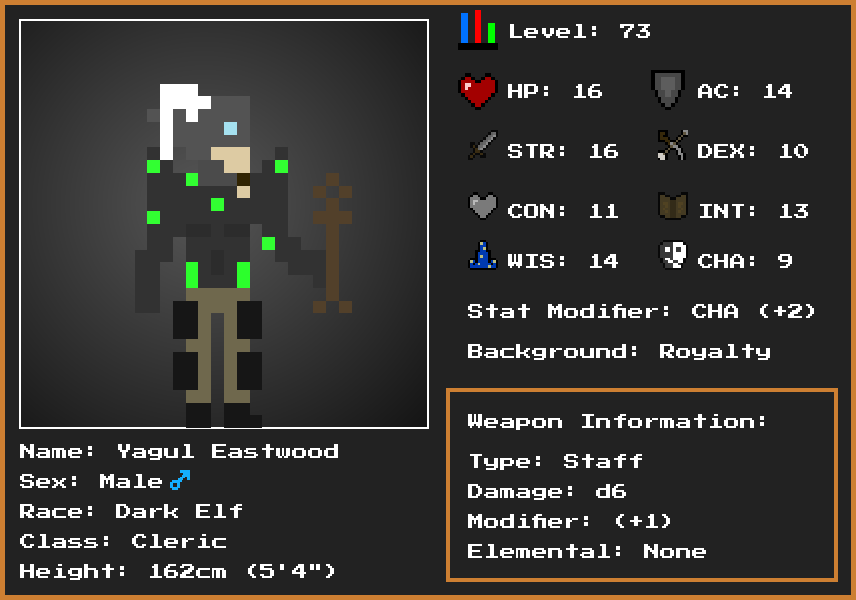 Level: 73
HP: 16
AC: 14
STR: 16
DEX: 10
CON: 11
INT: 13
WIS: 14
CHA: 9
Stat Modifier: CHA (+2)
Background: Royalty
Weapon Information:
Type: Staff
Damage: d6
Modifier: (+1)
Elemental: None
Name: Yagul Eastwood
Sex: Male♂
Race: Dark Elf
Class: Cleric
Height: 162cm (5'4")